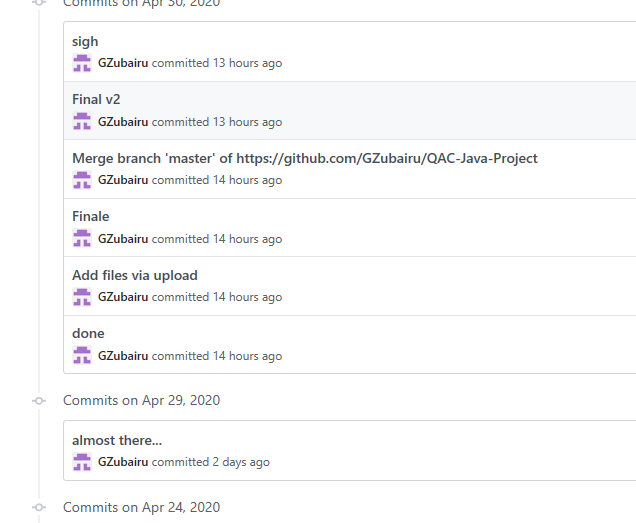 Commits on Apr 30, 2020
sigh
GZubairu committed 13 hours ago
Final v2
GZubairu committed 13 hours ago
Merge branch 'master' of https://github.com/GZubairu/QAC-Java-Project
GZubairu committed 14 hours ago
Finale
GZubairu committed 14 hours ago
Add files via upload
GZubairu committed 14 hours ago
done
GZubairu committed 14 hours ago
Commits on Apr 29, 2020
almost there...
GZubairu committed 2 days ago
Commits on Apr 24, 2020